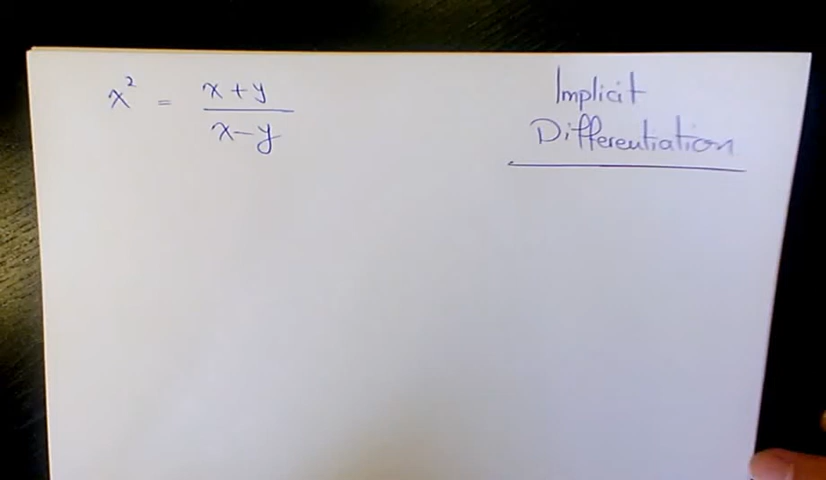 x² = (x+y)/(x-y)
Implicit
Differentiation